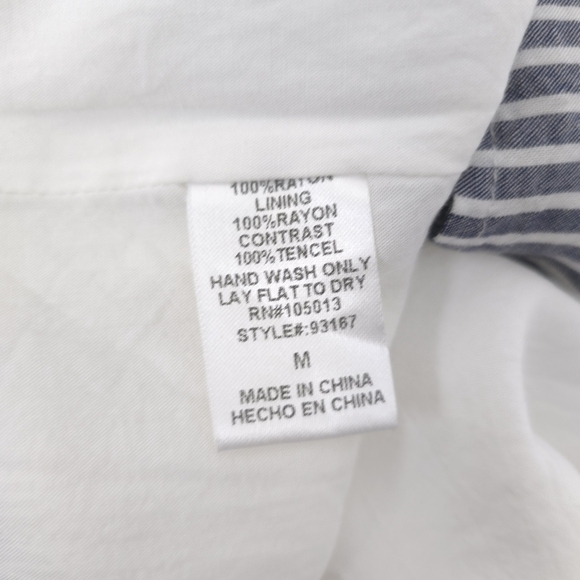 100%RAYON
LINING
100%RAYON
CONTRAST
100%TENCEL
HAND WASH ONLY
LAY FLAT TO DRY
RN#105013
STYLE#:93167
M
MADE IN CHINA
HECHO EN CHINA